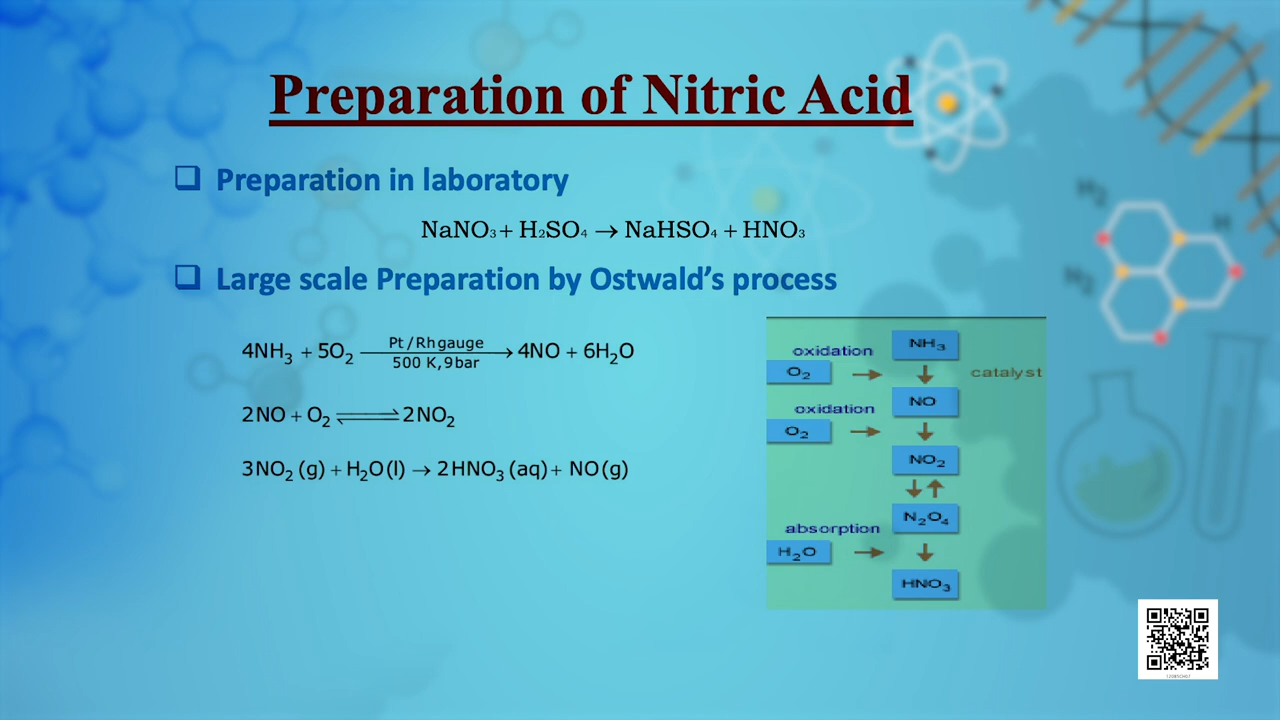 Preparation of Nitric Acid
❑ Preparation in laboratory
NaNO₃ + H₂SO₄ → NaHSO₄ + HNO₃
❑ Large scale Preparation by Ostwald’s process
4NH₃ + 5O₂ Pt / Rh gauge 500 K, 9 bar → 4NO + 6H₂O
2NO + O₂ ⇌ 2NO₂
3NO₂ (g) + H₂O (l) → 2HNO₃ (aq) + NO (g)
NH₃
oxidation
O₂ → ↓ catalyst
NO
oxidation
O₂ → ↓
NO₂
↓↑
N₂O₄
absorption
H₂O → ↓
HNO₃
H₂
H
H₂